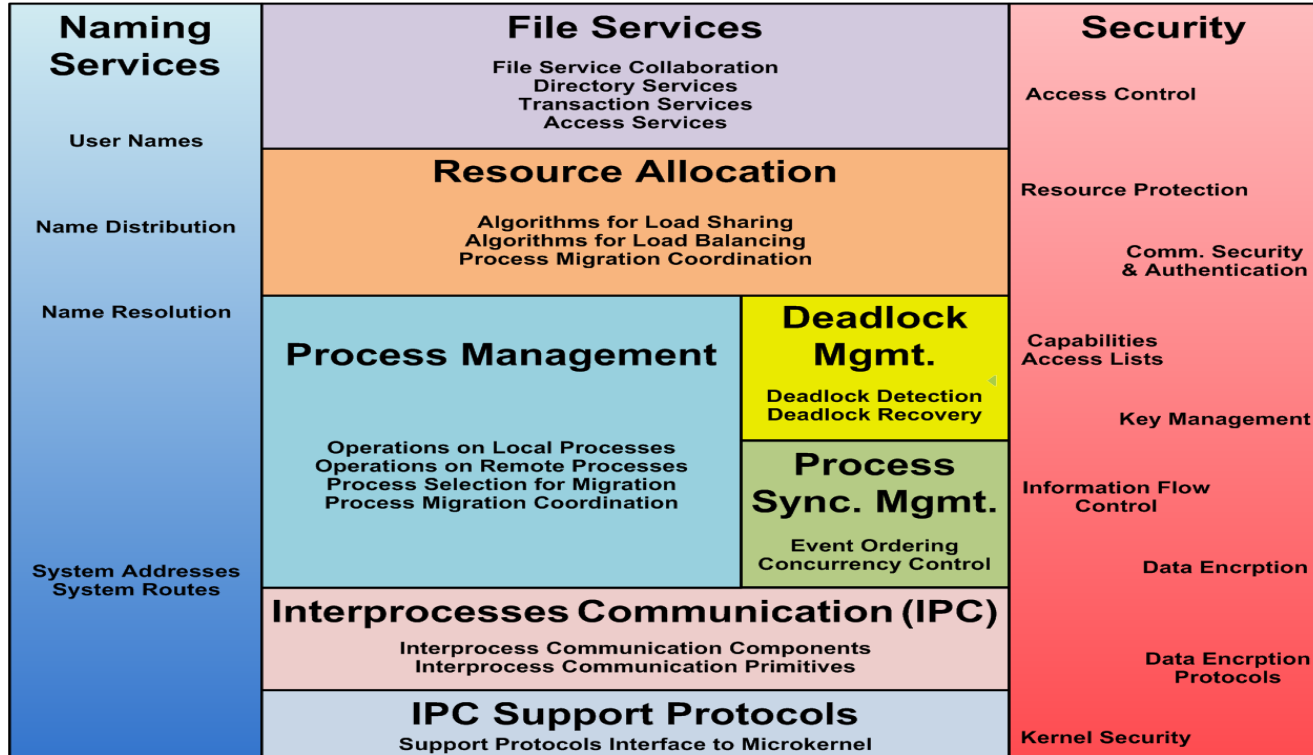 Naming
Services
User Names
Name Distribution
Name Resolution
System Addresses
System Routes
File Services
File Service Collaboration
Directory Services
Transaction Services
Access Services
Resource Allocation
Algorithms for Load Sharing
Algorithms for Load Balancing
Process Migration Coordination
Process Management
Operations on Local Processes
Operations on Remote Processes
Process Selection for Migration
Process Migration Coordination
Deadlock
Mgmt.
Deadlock Detection
Deadlock Recovery
Process
Sync. Mgmt.
Event Ordering
Concurrency Control
Interprocesses Communication (IPC)
Interprocess Communication Components
Interprocess Communication Primitives
IPC Support Protocols
Support Protocols Interface to Microkernel
Security
Access Control
Resource Protection
Comm. Security
& Authentication
Capabilities
Access Lists
Key Management
Information Flow
Control
Data Encrption
Data Encrption
Protocols
Kernel Security